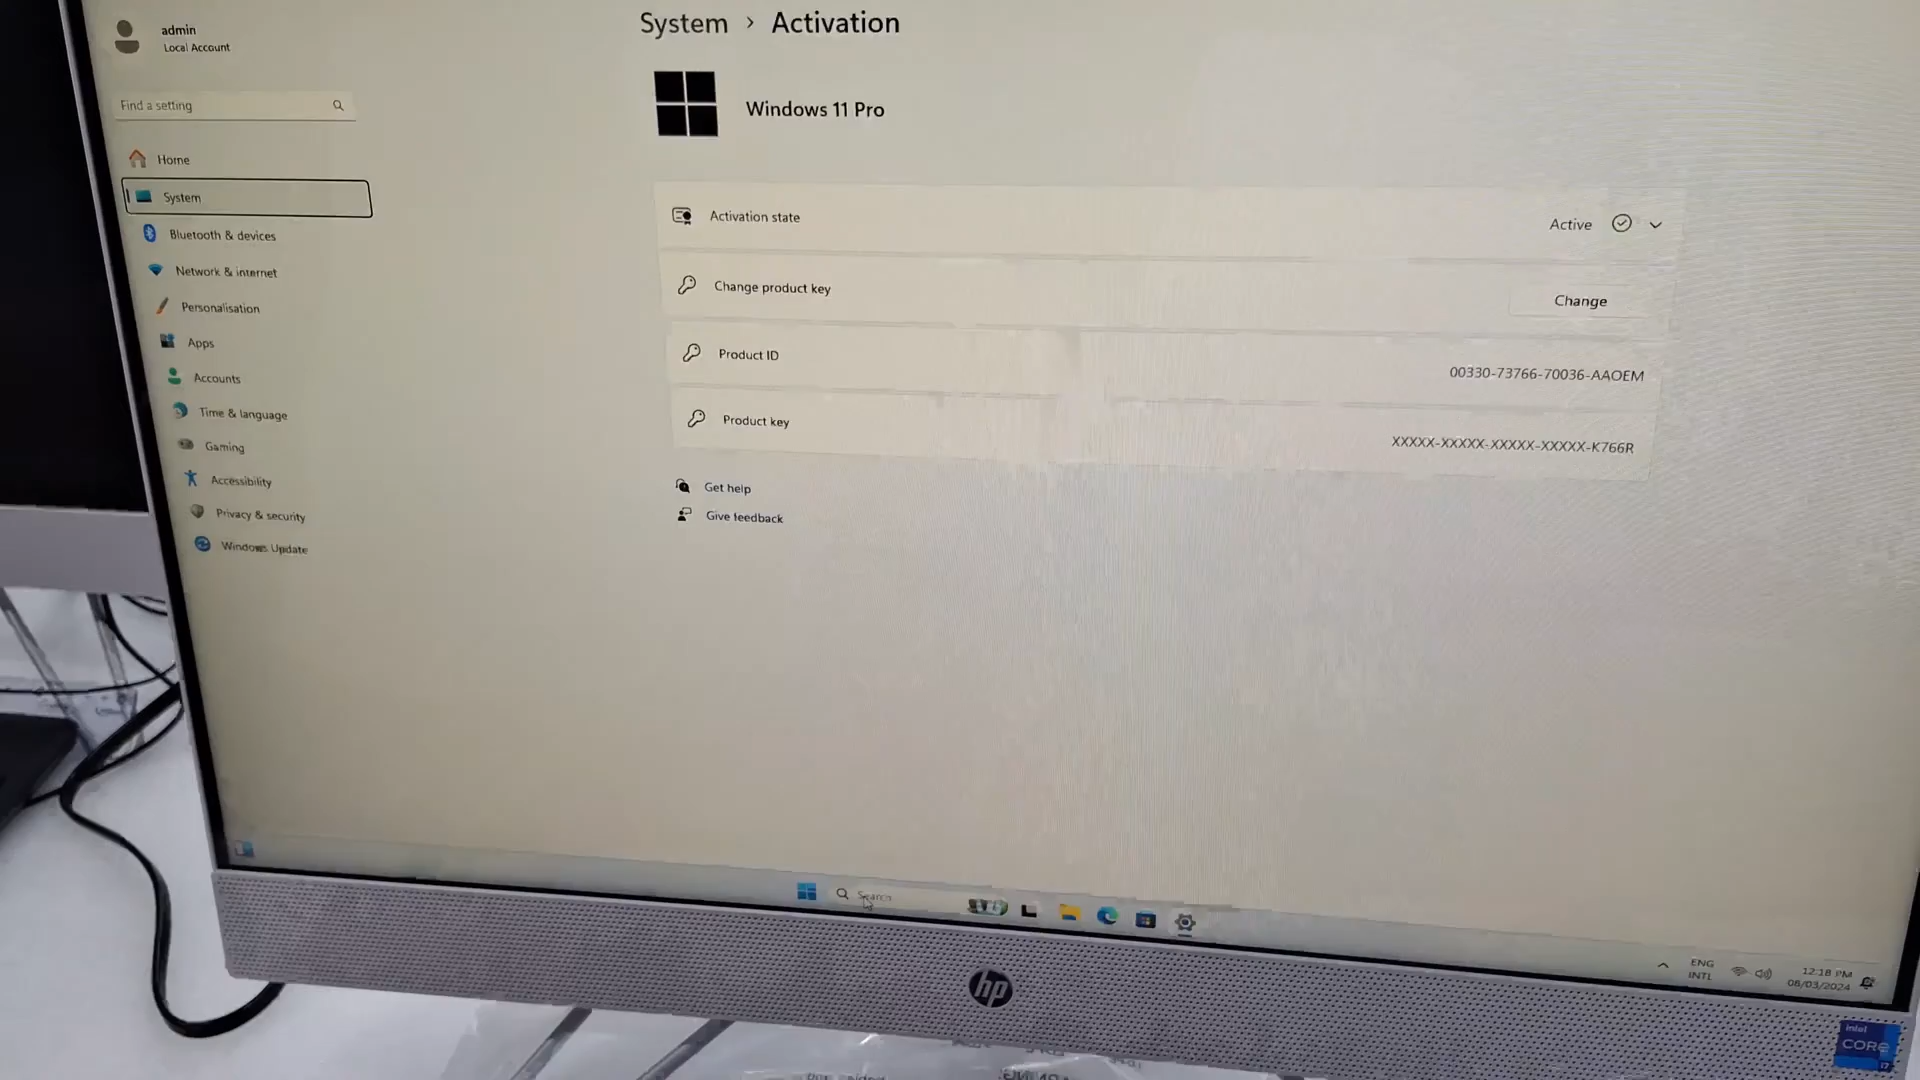 admin
Local Account
Find a setting
Home
System
Bluetooth & devices
Network & internet
Personalisation
Apps
Accounts
Time & language
Gaming
Accessibility
Privacy & security
Windows Update
System > Activation
Windows 11 Pro
Activation state
Active
Change product key
Change
Product ID
00330-73766-70036-AAOEM
Product key
XXXXX-XXXXX-XXXXX-XXXXX-K766R
Get help
Give feedback
Search
ENG
INTL
12:18 PM
08/03/2024
hp
intel
CORE
i7